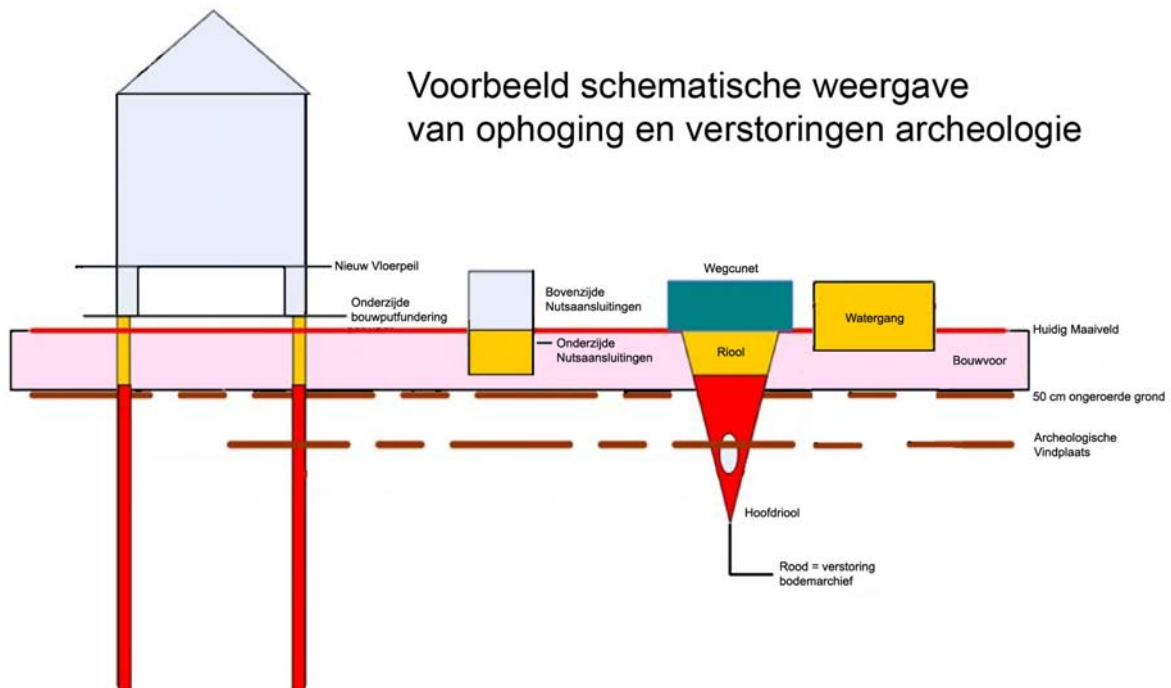 Voorbeeld schematische weergave
van ophoging en verstoringen archeologie
Nieuw Vloerpeil
Wegcunet
Bovenzijde
Nutsaansluitingen
Onderzijde
bouwputfundering
Watergang
Huidig Maaiveld
Onderzijde
Nutsaansluitingen
Riool
Bouwvoor
50 cm ongeroerde grond
Archeologische
Vindplaats
Hoofdriool
Rood = verstoring
bodemarchief